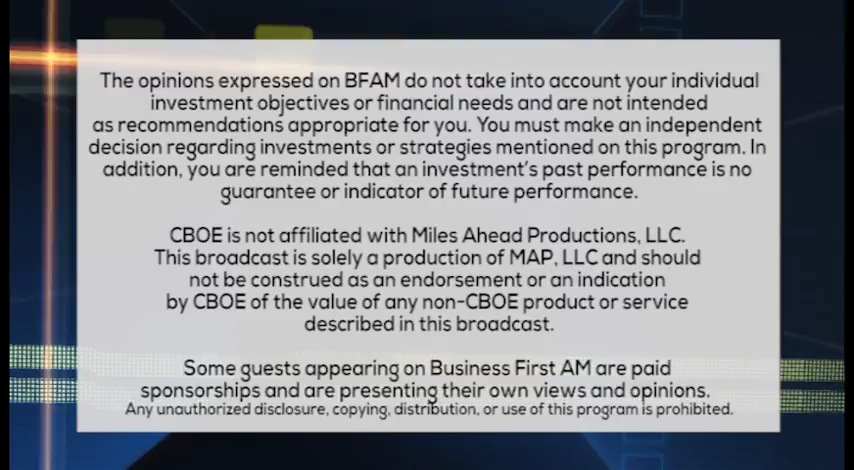 The opinions expressed on BFAM do not take into account your individual
investment objectives or financial needs and are not intended
as recommendations appropriate for you. You must make an independent
decision regarding investments or strategies mentioned on this program. In
addition, you are reminded that an investment's past performance is no
guarantee or indicator of future performance.
CBOE is not affiliated with Miles Ahead Productions, LLC.
This broadcast is solely a production of MAP, LLC and should
not be construed as an endorsement or an indication
by CBOE of the value of any non-CBOE product or service
described in this broadcast.
Some guests appearing on Business First AM are paid
sponsorships and are presenting their own views and opinions.
Any unauthorized disclosure, copying, distribution, or use of this program is prohibited.